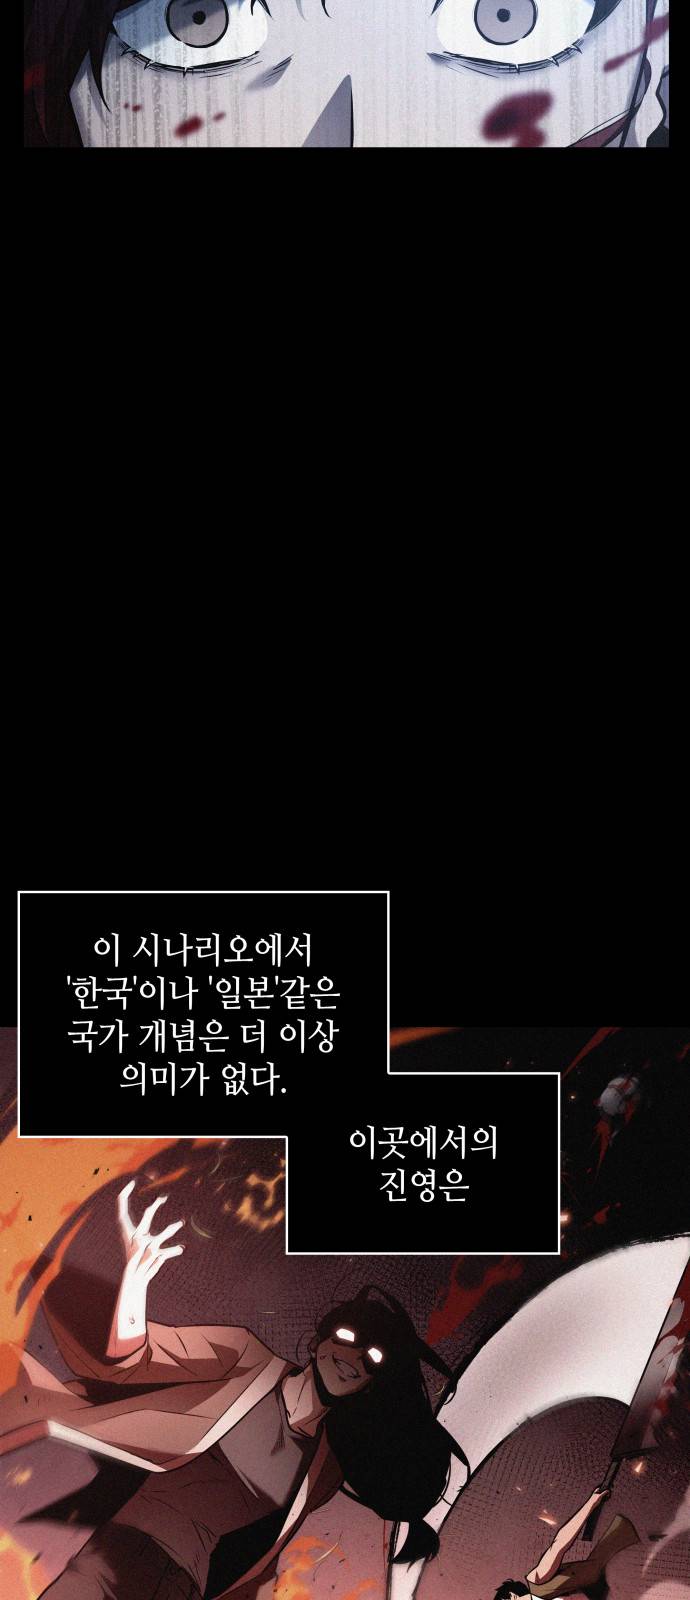 이 시나리오에서
'한국'이나 '일본'같은
국가 개념은 더 이상
의미가 없다.
이곳에서의
진영은